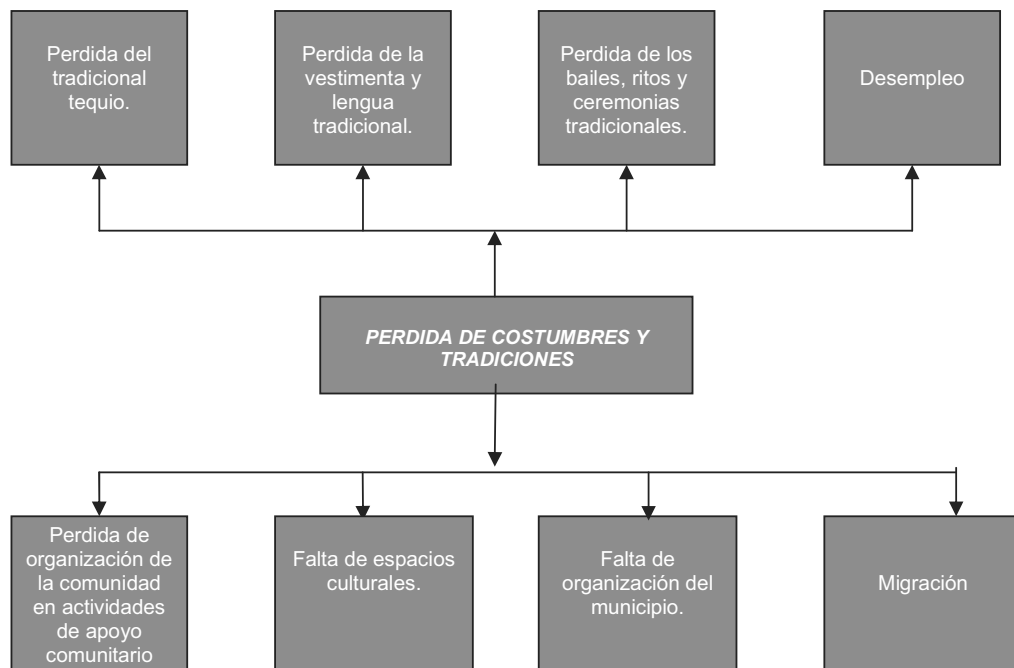 Perdida del
tradicional
tequio.
Perdida de la
vestimenta y
lengua
tradicional.
Perdida de los
bailes, ritos y
ceremonias
tradicionales.
Desempleo
PERDIDA DE COSTUMBRES Y
TRADICIONES
Perdida de
organización de
la comunidad
en actividades
de apoyo
comunitario
Falta de espacios
culturales.
Falta de
organización del
municipio.
Migración